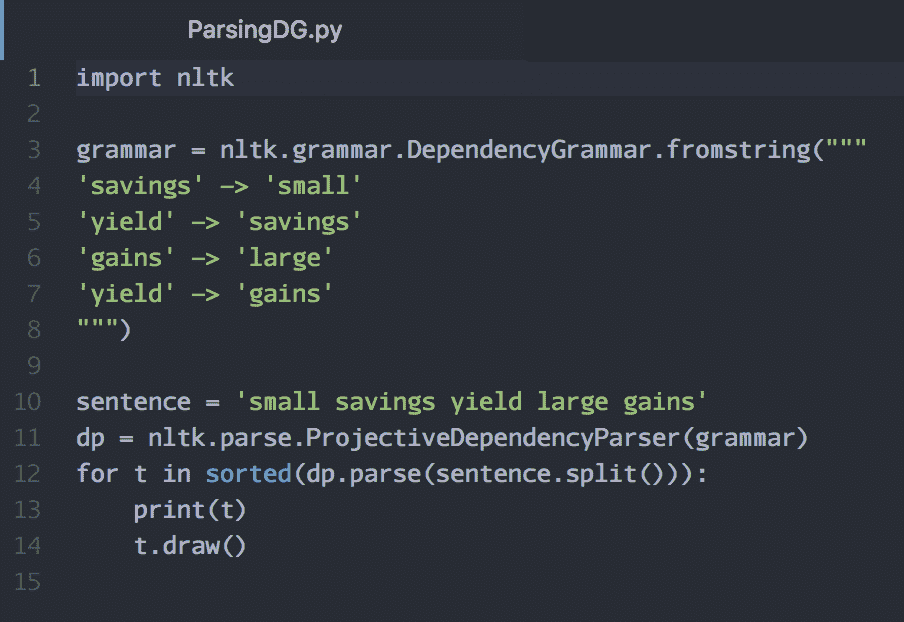 ParsingDG.py
1 import nltk
2
3 grammar = nltk.grammar.DependencyGrammar.fromstring("""
4 'savings' -> 'small'
5 'yield' -> 'savings'
6 'gains' -> 'large'
7 'yield' -> 'gains'
8 """)
9
10 sentence = 'small savings yield large gains'
11 dp = nltk.parse.ProjectiveDependencyParser(grammar)
12 for t in sorted(dp.parse(sentence.split())):
13     print(t)
14     t.draw()
15